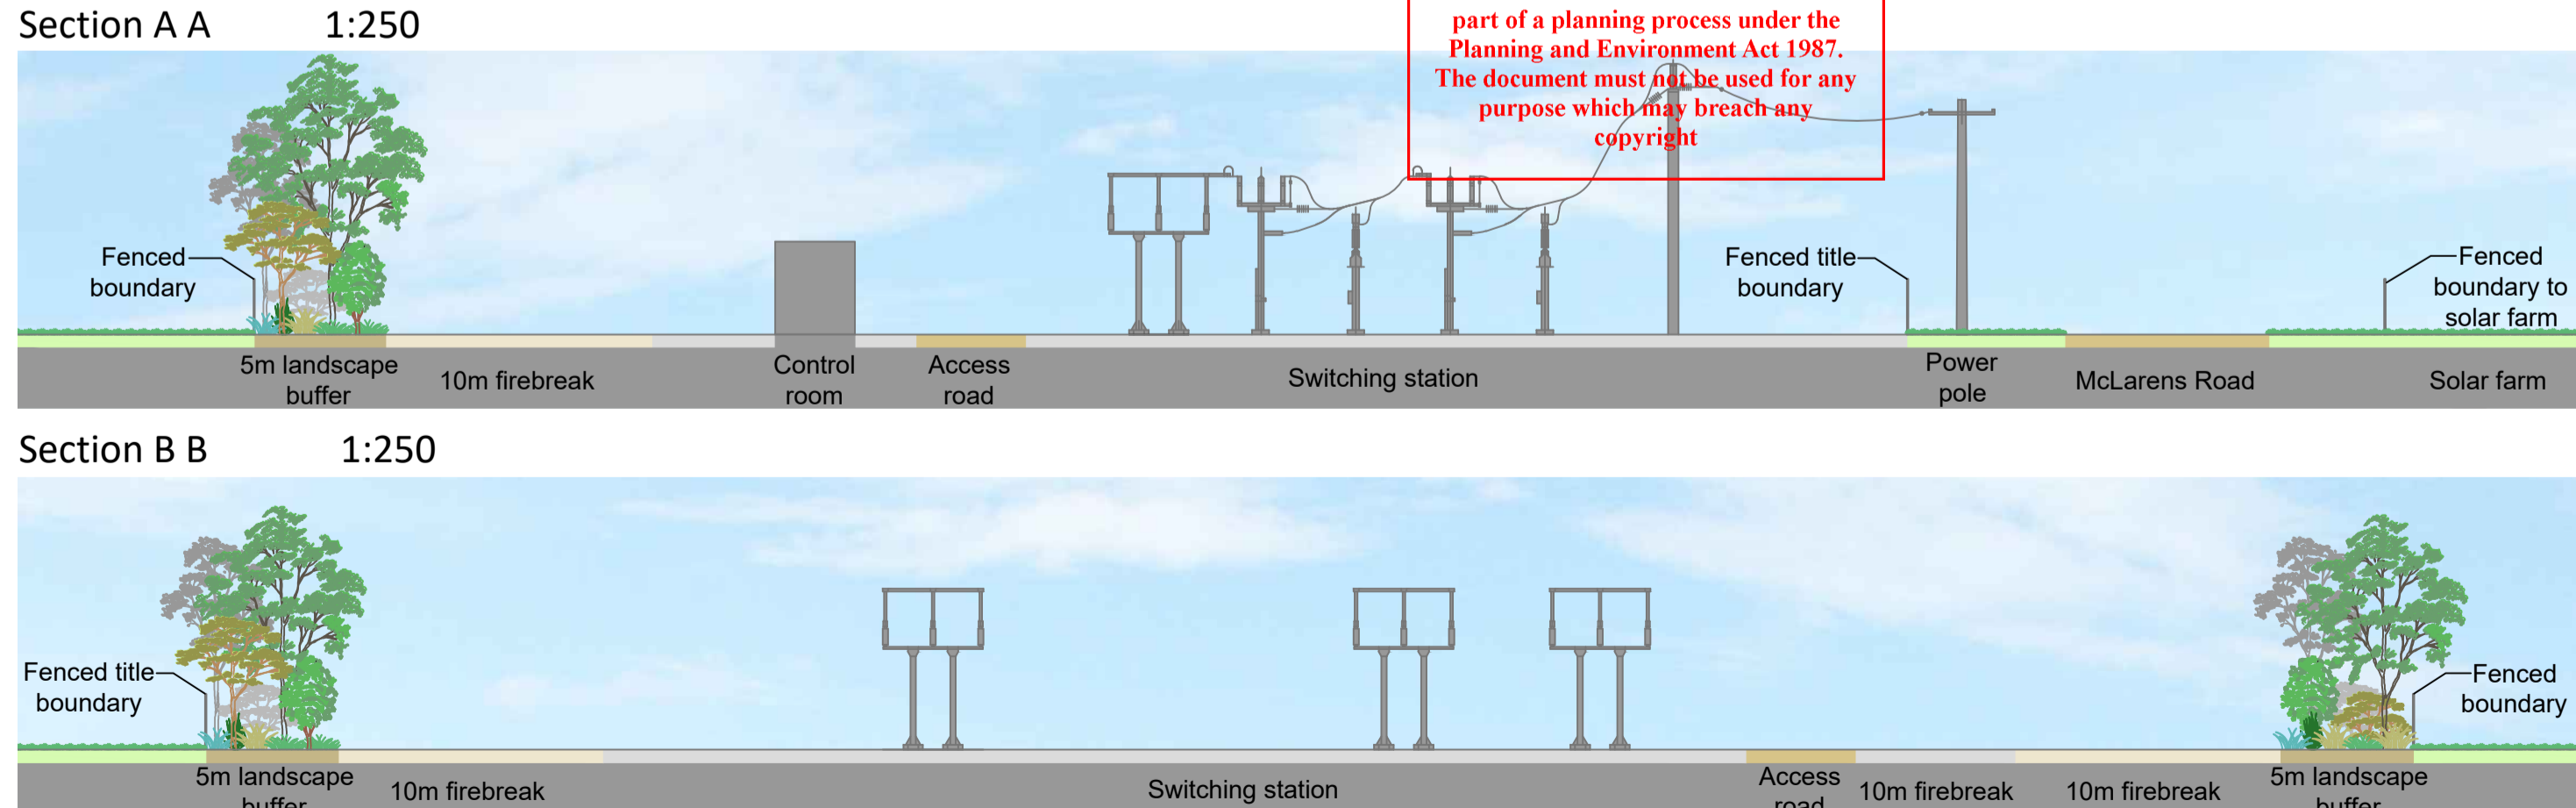 Section A A 1:250
part of a planning process under the
Planning and Environment Act 1987.
The document must not be used for any
purpose which may breach any
copyright
Fenced
boundary
Fenced title
boundary
Fenced
boundary to
solar farm
5m landscape
buffer
10m firebreak
Control
room
Access
road
Switching station
Power
pole
McLarens Road
Solar farm
Section B B 1:250
Fenced title
boundary
Fenced
boundary
5m landscape
buffer
10m firebreak
Switching station
Access
road
10m firebreak
10m firebreak
5m landscape
buffer